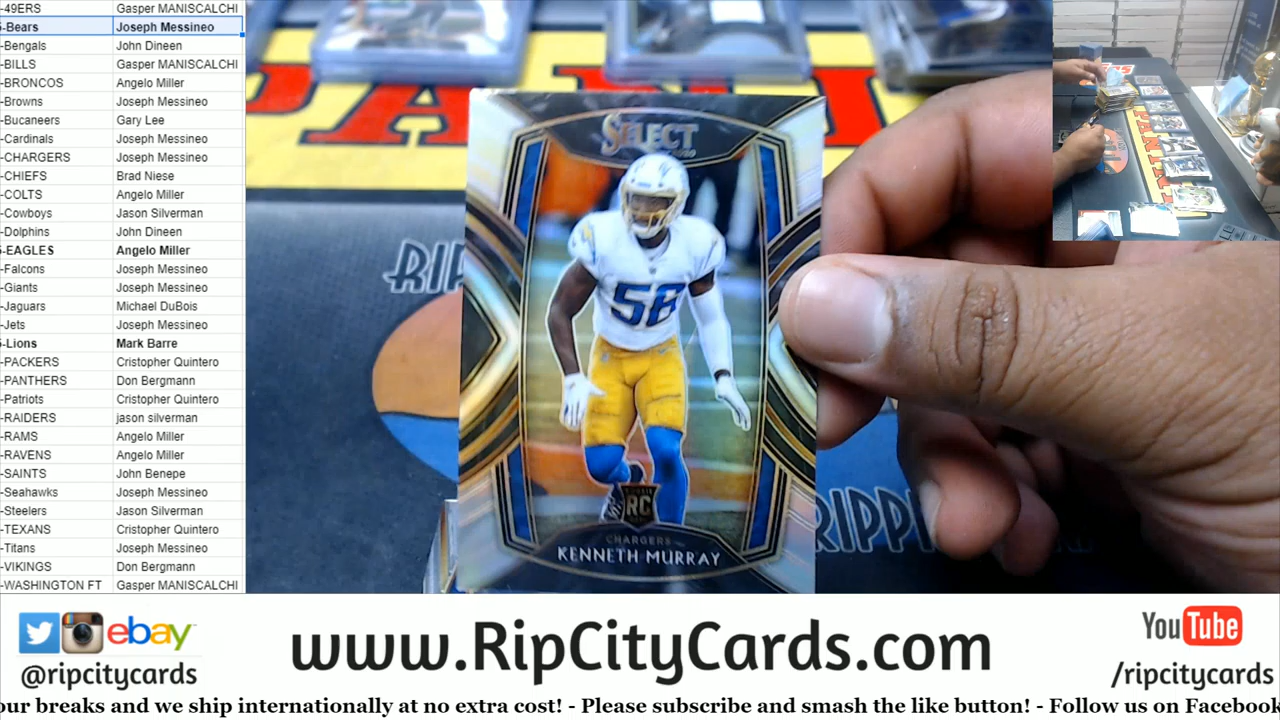 -49ERS Gasper MANISCALCHI
-Bears Joseph Messineo
-Bengals John Dineen
-BILLS Gasper MANISCALCHI
-BRONCOS Angelo Miller
-Browns Joseph Messineo
-Bucaneers Gary Lee
-Cardinals Joseph Messineo
-CHARGERS Joseph Messineo
-CHIEFS Brad Niese
-COLTS Angelo Miller
-Cowboys Jason Silverman
-Dolphins John Dineen
-EAGLES Angelo Miller
-Falcons Joseph Messineo
-Giants Joseph Messineo
-Jaguars Michael DuBois
-Jets Joseph Messineo
-Lions Mark Barre
-PACKERS Cristopher Quintero
-PANTHERS Don Bergmann
-Patriots Cristopher Quintero
-RAIDERS jason silverman
-RAMS Angelo Miller
-RAVENS Angelo Miller
-SAINTS John Benepe
-Seahawks Joseph Messineo
-Steelers Jason Silverman
-TEXANS Cristopher Quintero
-Titans Joseph Messineo
-VIKINGS Don Bergmann
-WASHINGTON FT Gasper MANISCALCHI
PANINI
SELECT
58
ROOKIE
RC
CHARGERS
KENNETH MURRAY
RIP
RIPP
ebay
@ripcitycards
www.RipCityCards.com
YouTube
/ripcitycards
our breaks and we ship internationally at no extra cost! - Please subscribe and smash the like button! - Follow us on Facebook